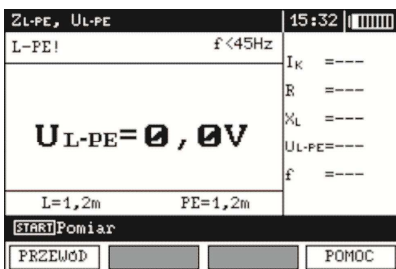 ZL-PE, UL-PE 15:32
L-PE! f<45Hz
UL-PE=0,0V
L=1,2m PE=1,2m
IK =---
R =---
XL =---
UL-PE=---
f =---
START Pomiar
PRZEWÓD POMOC